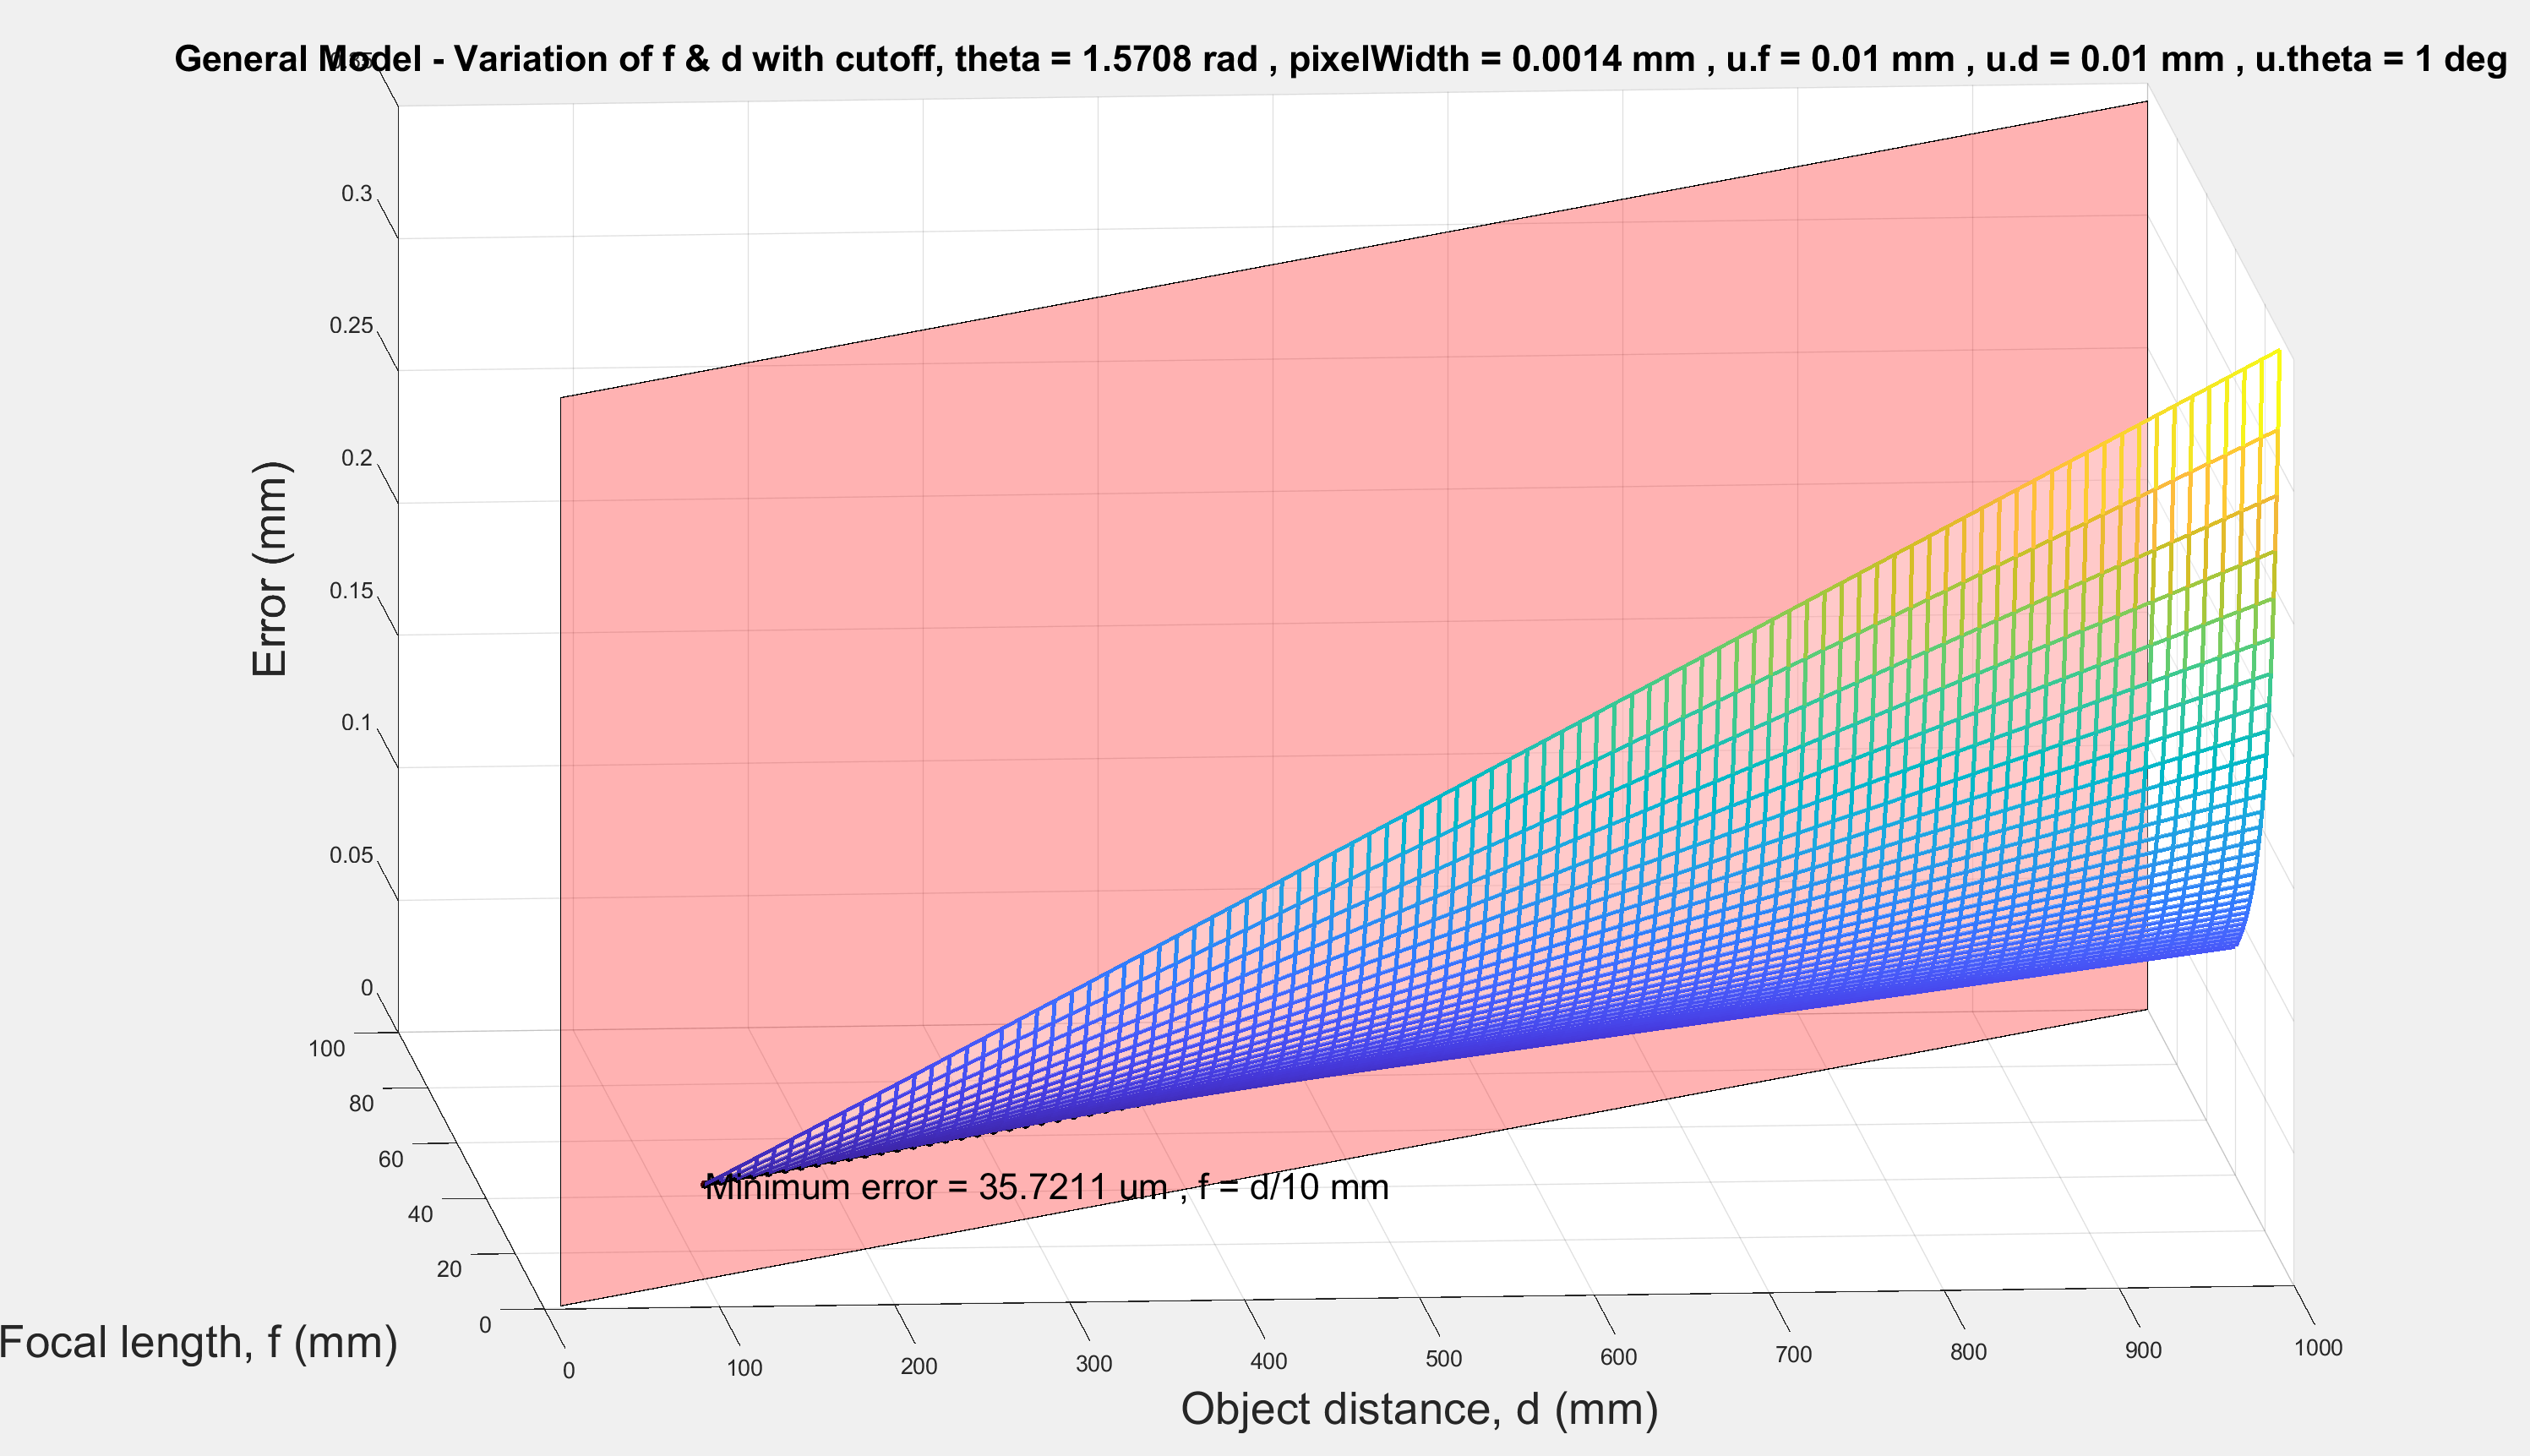 General Model - Variation of f & d with cutoff, theta = 1.5708 rad , pixelWidth = 0.0014 mm , u.f = 0.01 mm , u.d = 0.01 mm , u.theta = 1 deg
0.35
0.3
0.25
0.2
0.15
0.1
0.05
0
Error (mm)
100
80
60
40
20
0
Focal length, f (mm)
Minimum error = 35.7211 um , f = d/10 mm
0 100 200 300 400 500 600 700 800 900 1000
Object distance, d (mm)